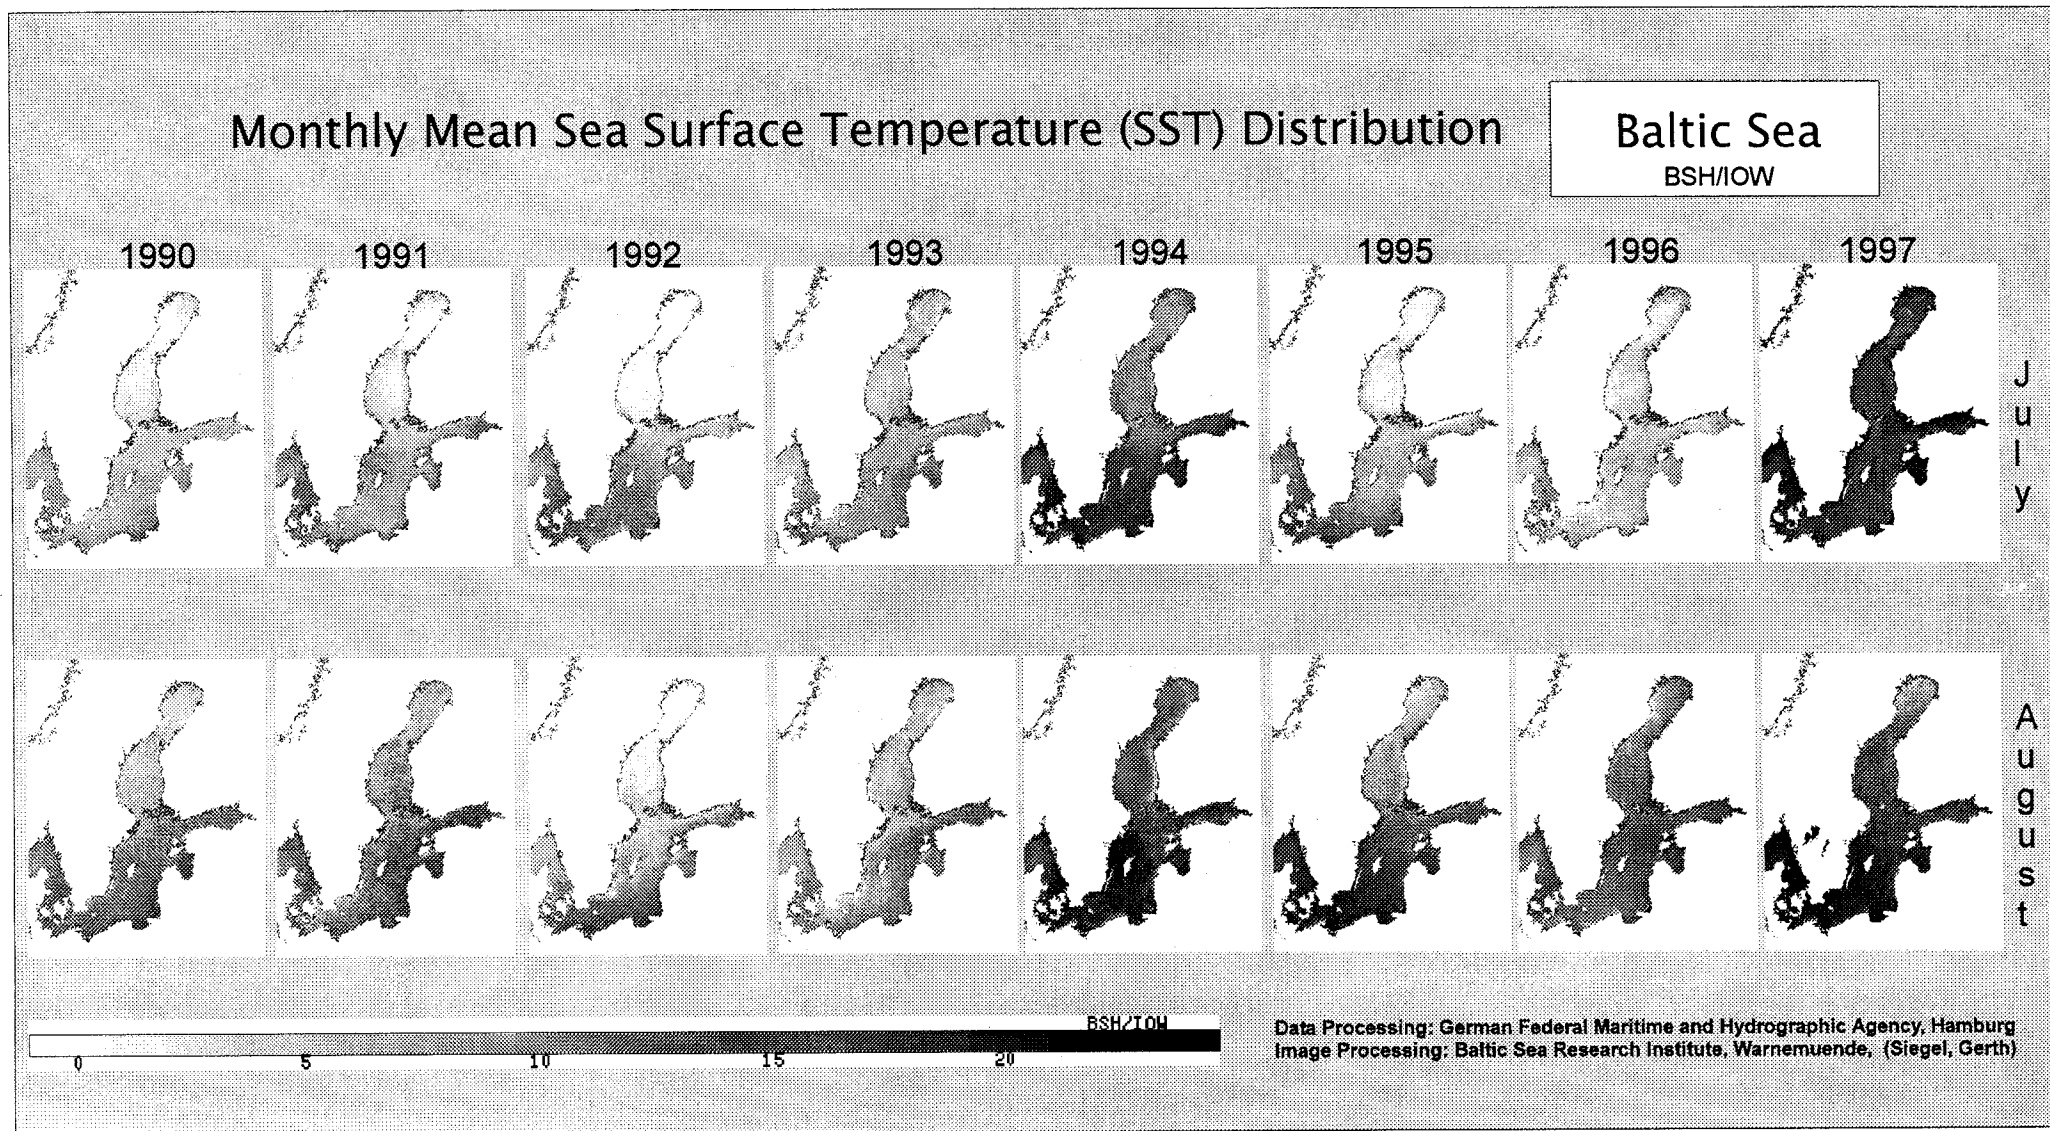 Monthly Mean Sea Surface Temperature (SST) Distribution
Baltic Sea
BSH/IOW
1990 1991 1992 1993 1994 1995 1996 1997
July
August
BSH/IOW
0 5 10 15 20
Data Processing: German Federal Maritime and Hydrographic Agency, Hamburg
Image Processing: Baltic Sea Research Institute, Warnemuende, (Siegel, Gerth)